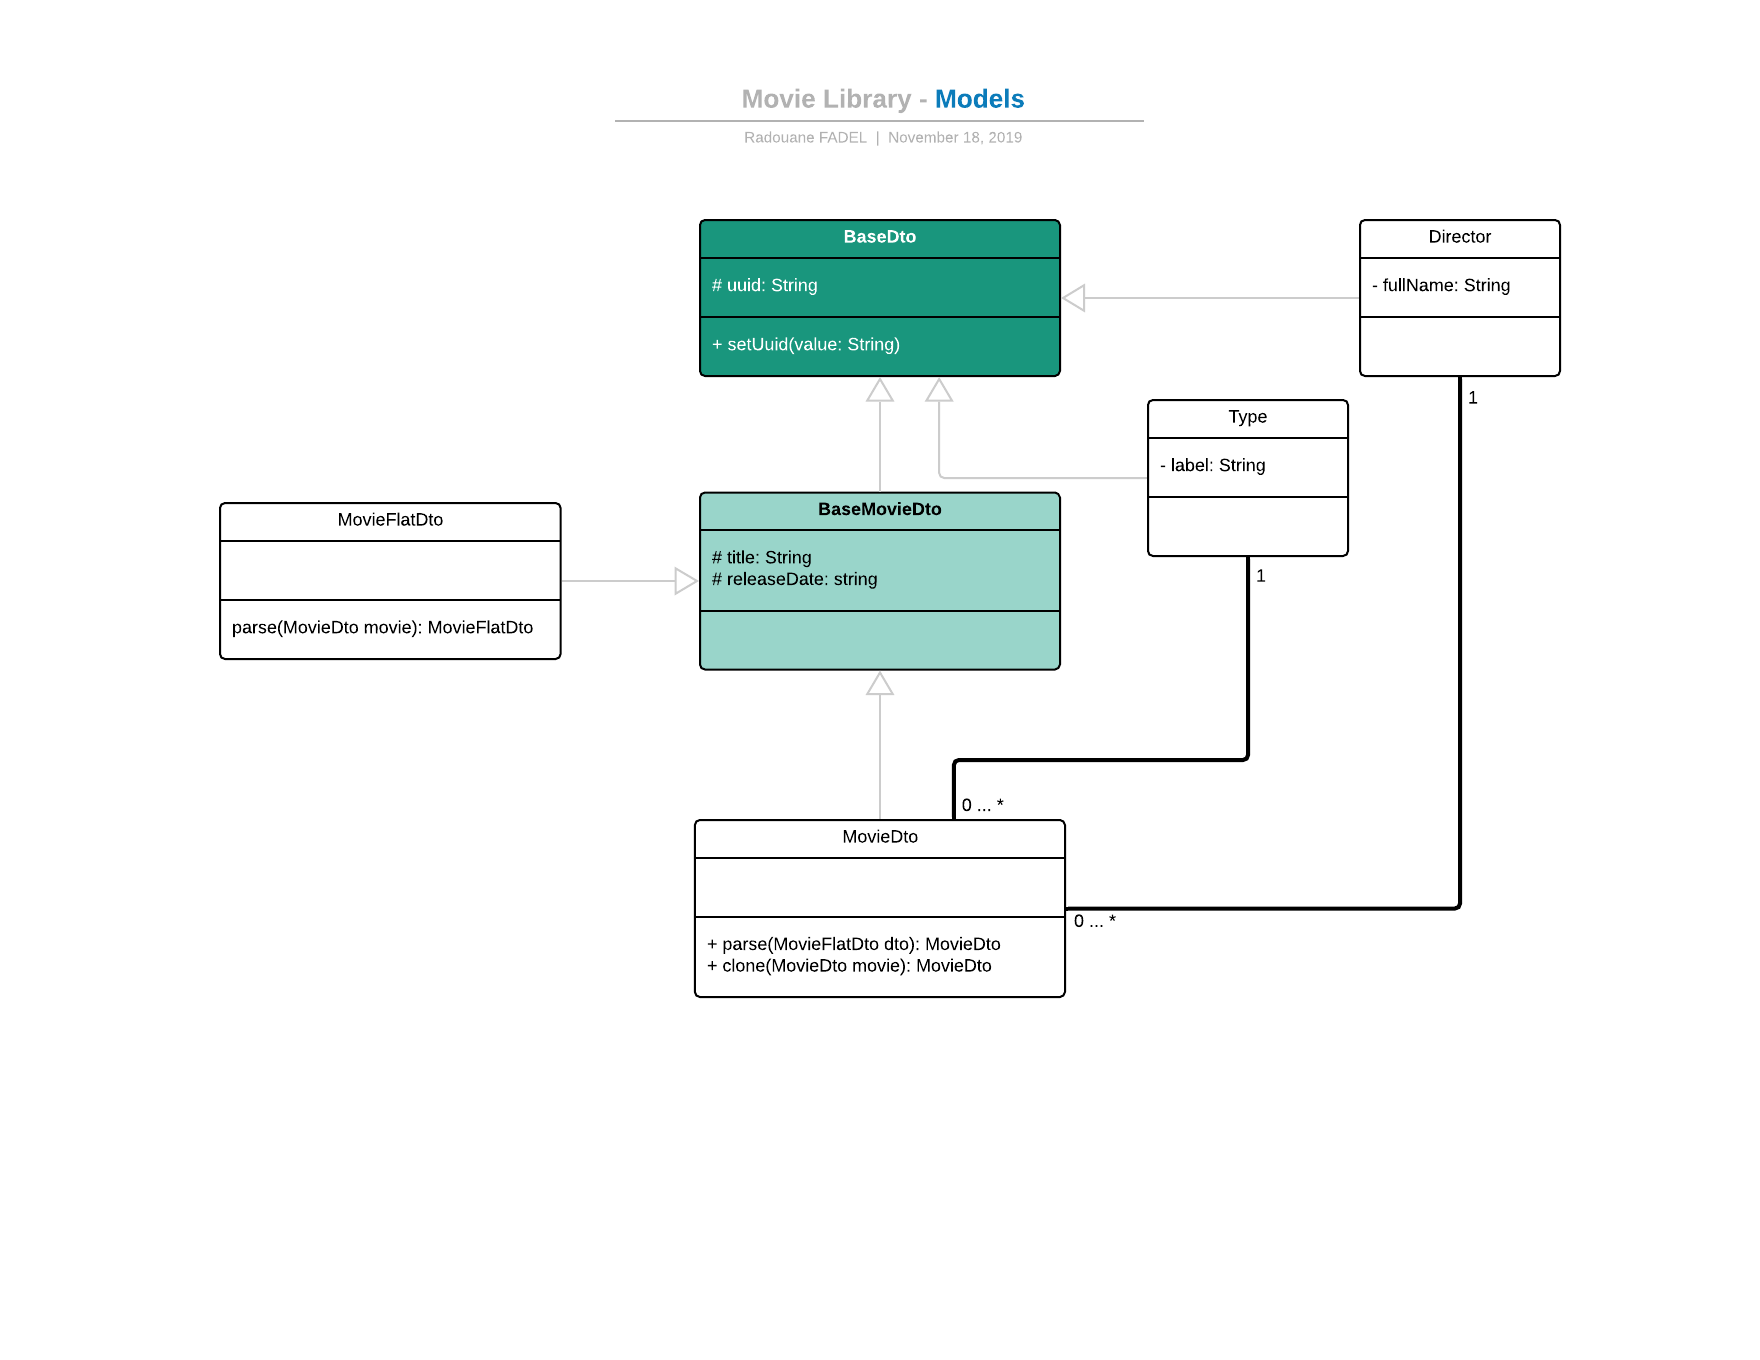 Movie Library - Models
Radouane FADEL | November 18, 2019
BaseDto
# uuid: String
+ setUuid(value: String)
Director
- fullName: String
1
Type
- label: String
1
MovieFlatDto
parse(MovieDto movie): MovieFlatDto
BaseMovieDto
# title: String
# releaseDate: string
0 ... *
MovieDto
+ parse(MovieFlatDto dto): MovieDto
+ clone(MovieDto movie): MovieDto
0 ... *